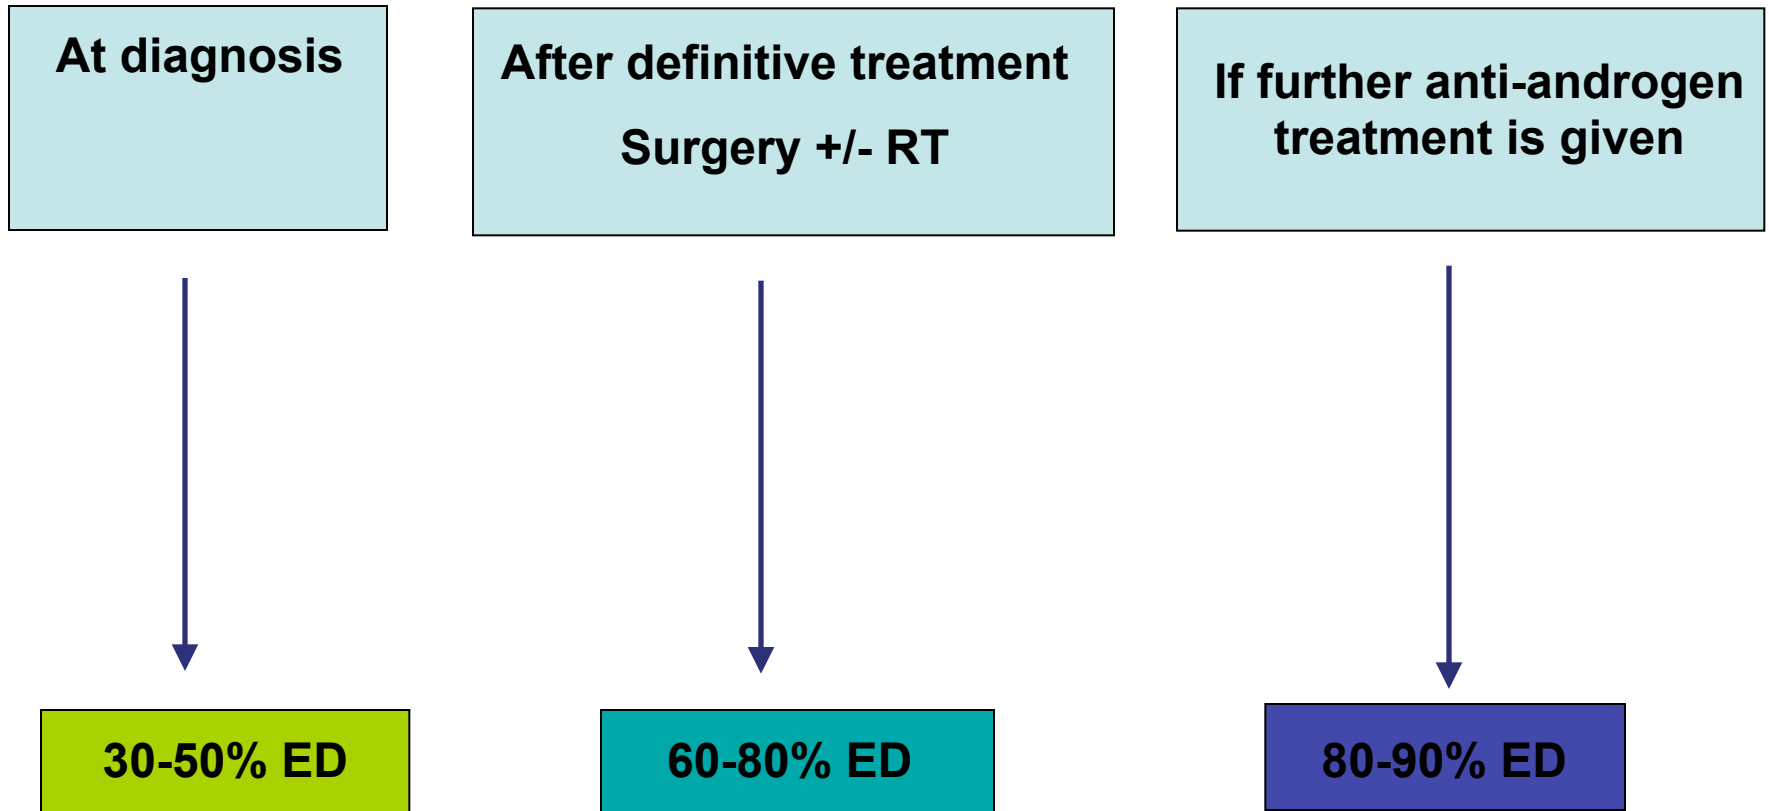 At diagnosis
After definitive treatment
Surgery +/- RT
If further anti-androgen
treatment is given
30-50% ED
60-80% ED
80-90% ED